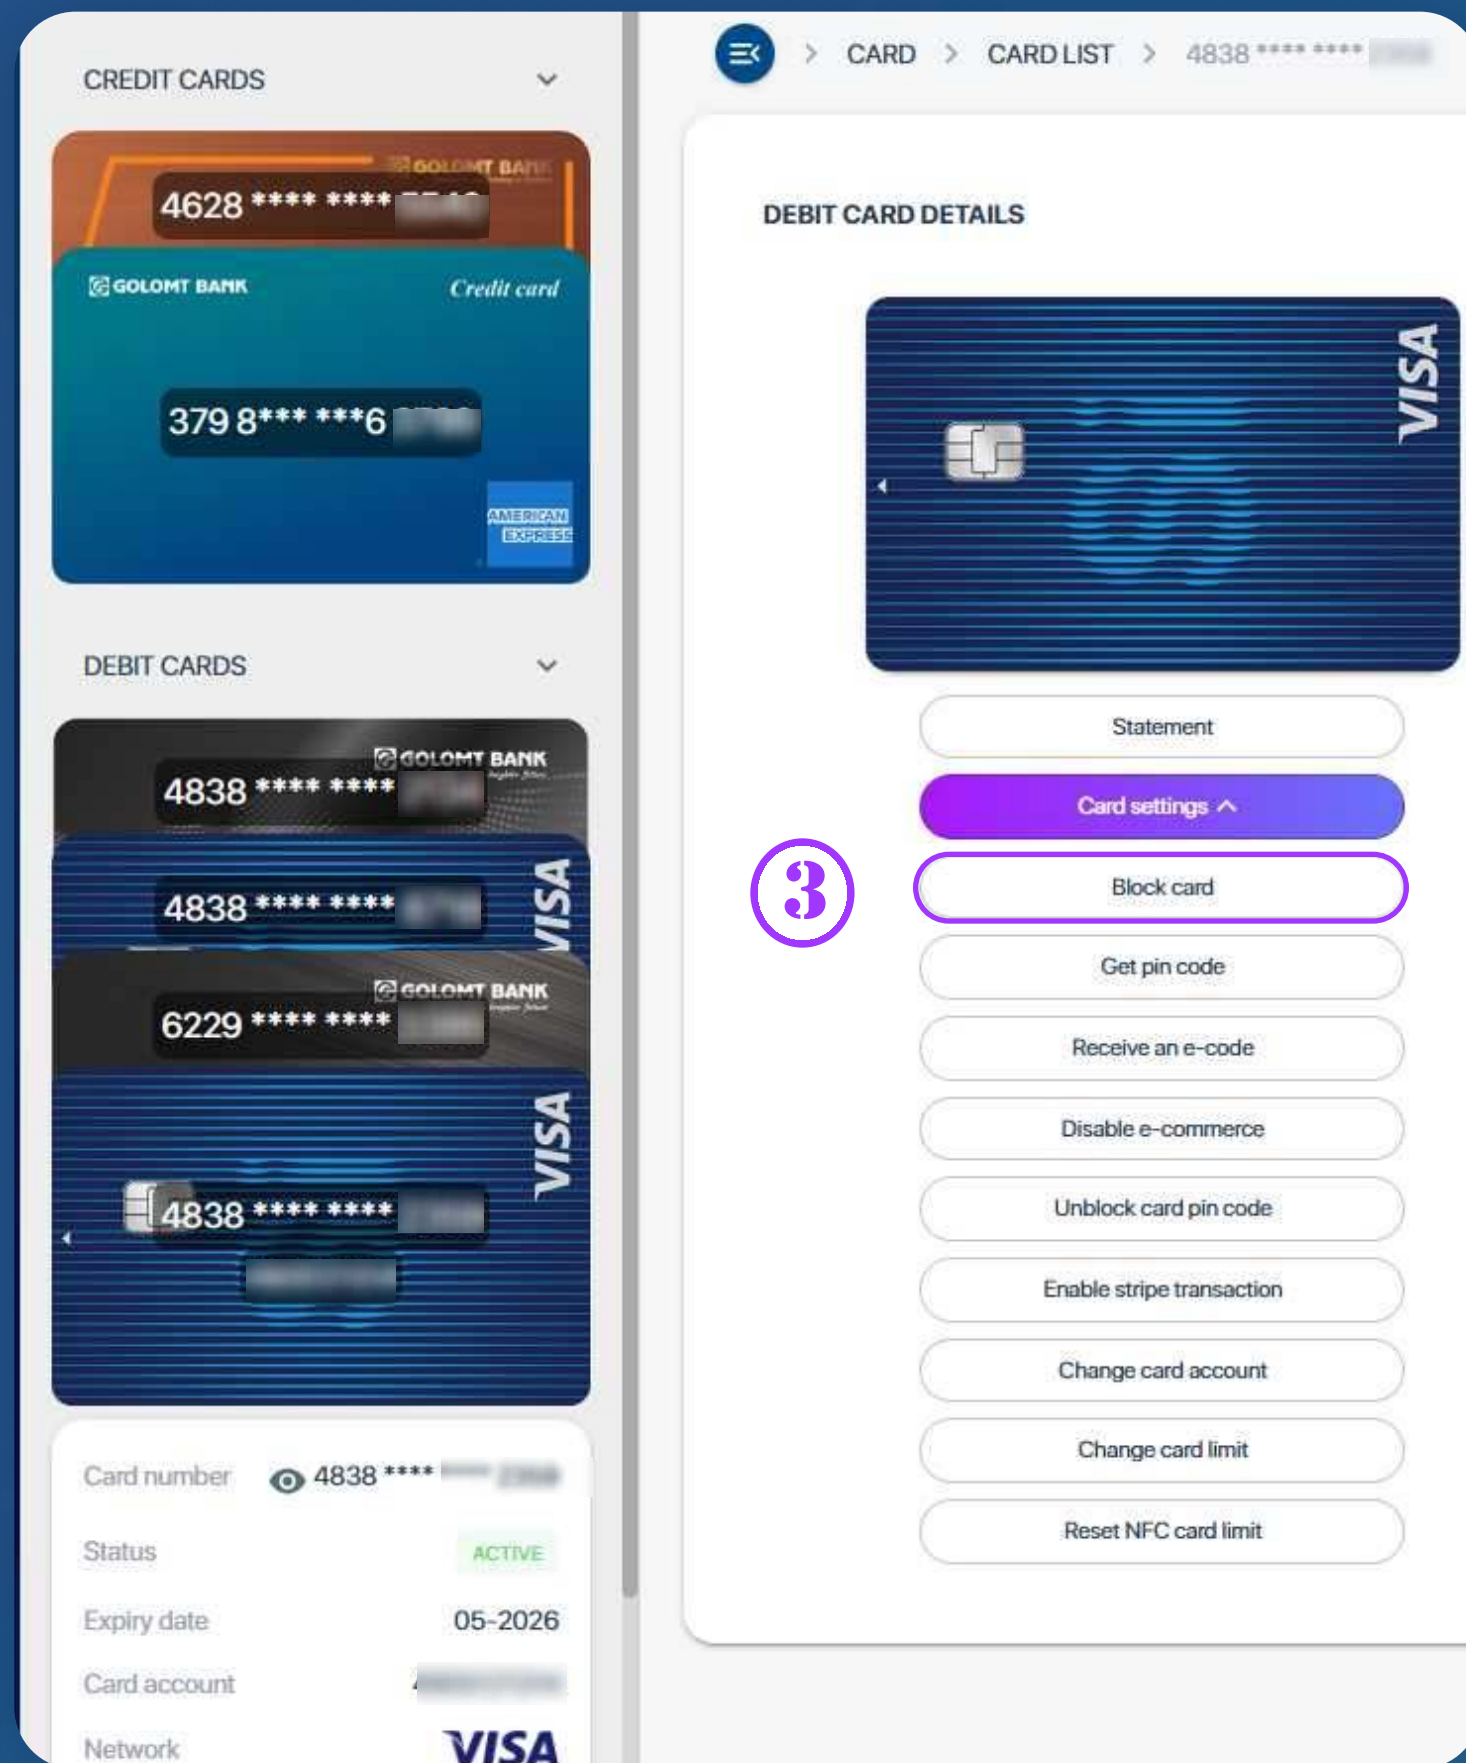 CREDIT CARDS
GOLOMT BANK
4628 **** ****
GOLOMT BANK
Credit card
379 8*** ***6
AMERICAN
EXPRESS
DEBIT CARDS
GOLOMT BANK
4838 **** ****
VISA
4838 **** ****
GOLOMT BANK
6229 **** ****
VISA
4838 **** ****
Card number 4838 ****
Status ACTIVE
Expiry date 05-2026
Card account
Network VISA
> CARD > CARD LIST > 4838 **** ****
DEBIT CARD DETAILS
VISA
Statement
Card settings
3
Block card
Get pin code
Receive an e-code
Disable e-commerce
Unblock card pin code
Enable stripe transaction
Change card account
Change card limit
Reset NFC card limit